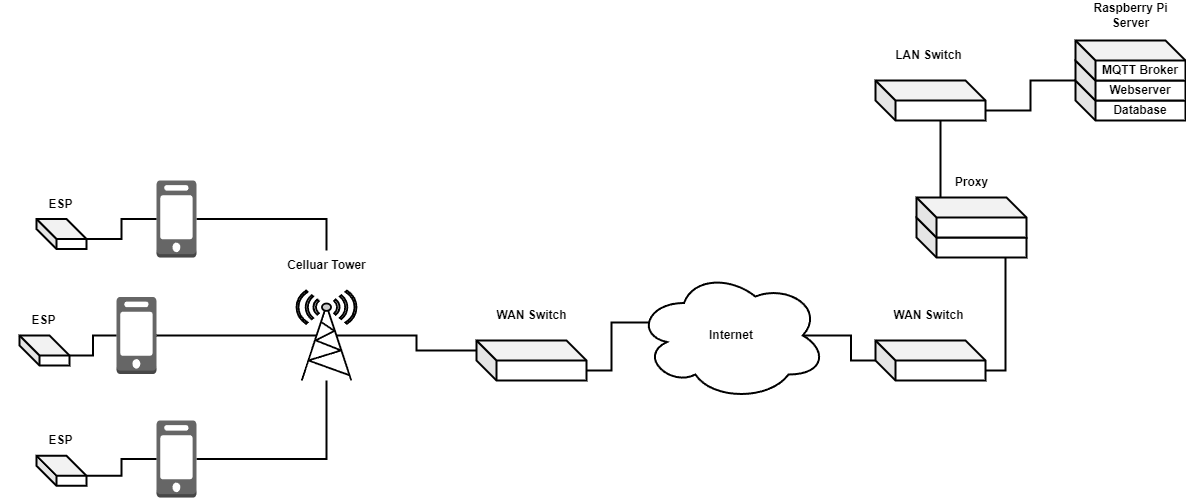 Raspberry Pi
Server
LAN Switch
MQTT Broker
Webserver
Database
Proxy
ESP
Celluar Tower
ESP
WAN Switch
Internet
WAN Switch
ESP